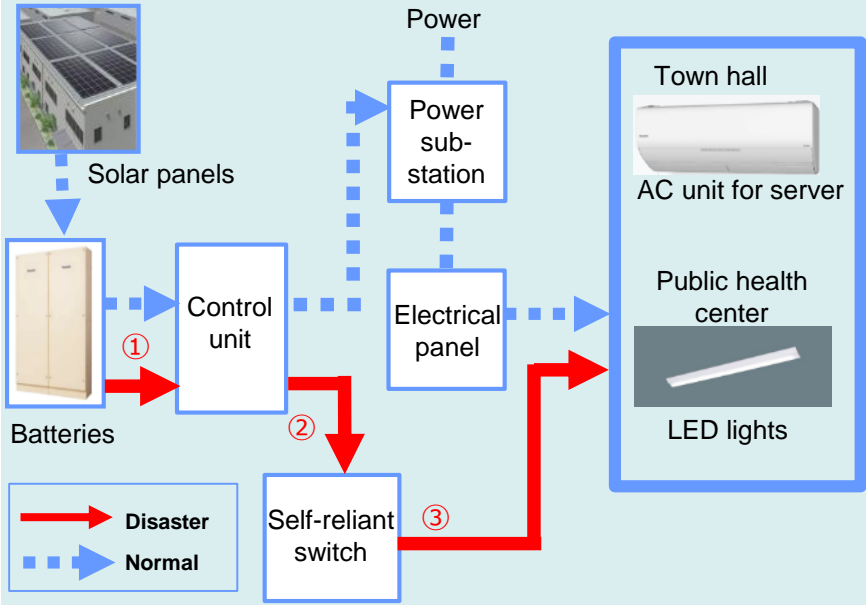 Power
Town hall
Power
sub-
station
Solar panels
AC unit for server
Control
unit
Electrical
panel
Public health
center
①
②
Batteries
LED lights
③
Self-reliant
switch
Disaster
Normal